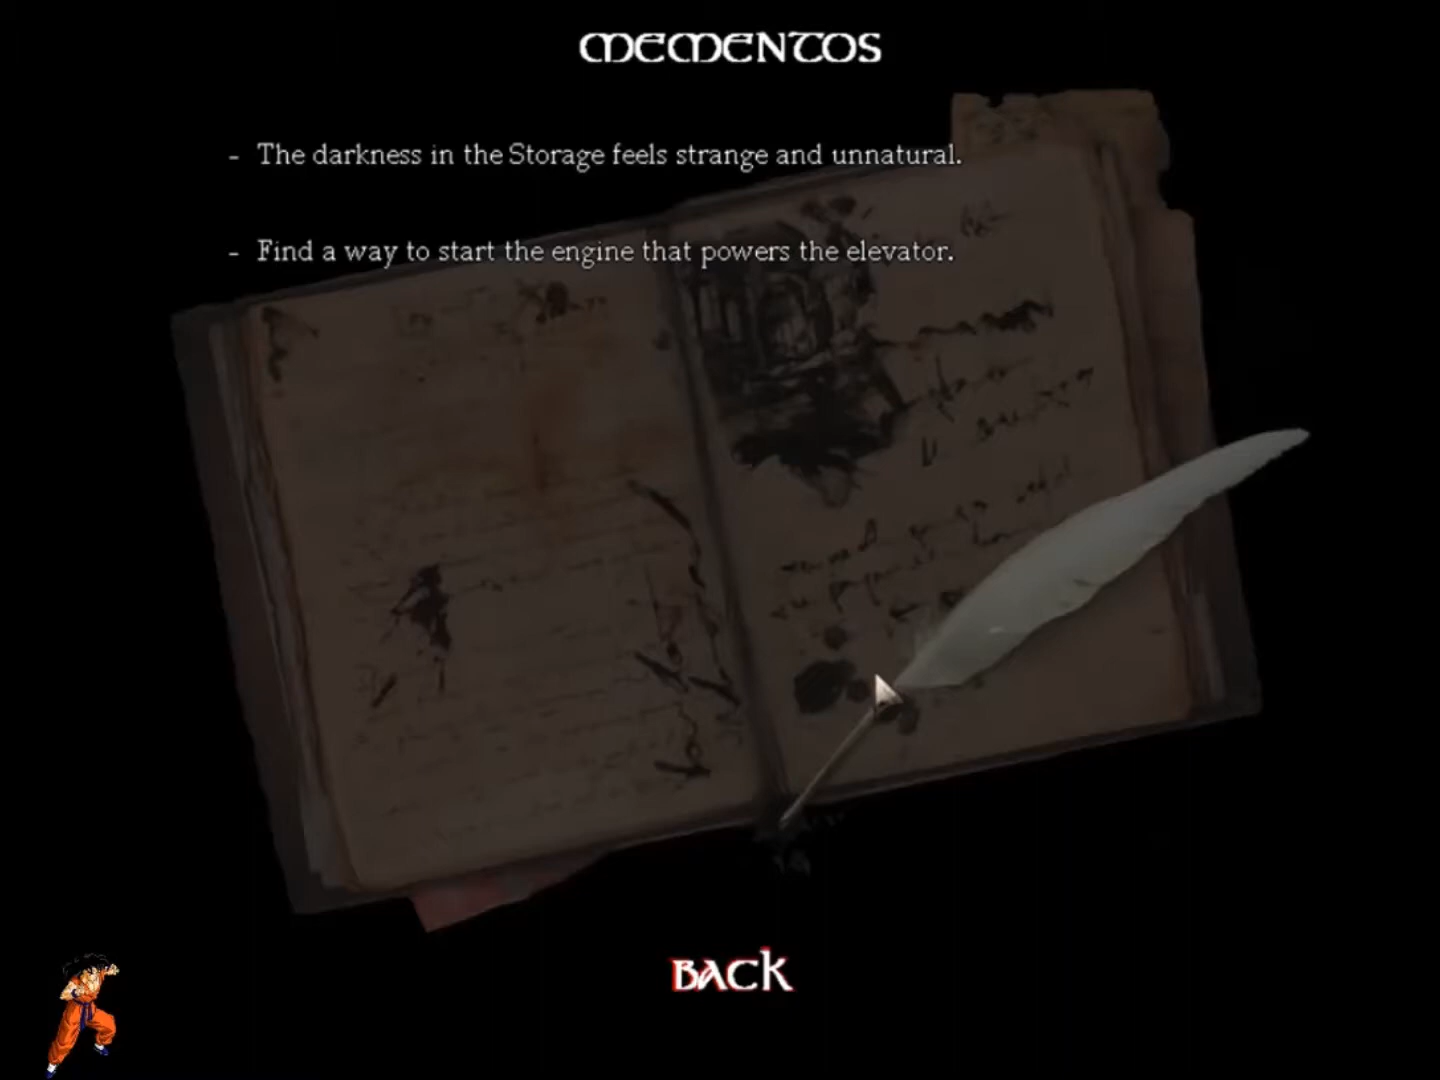 MEMENTOS
- The darkness in the Storage feels strange and unnatural.
- Find a way to start the engine that powers the elevator.
BACK